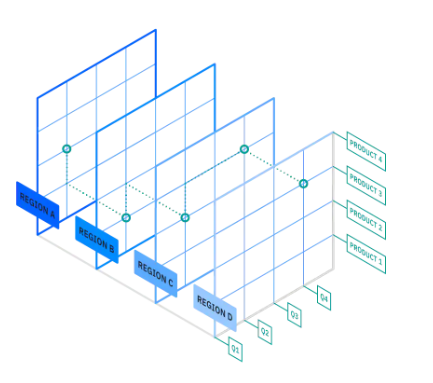 PRODUCT 4
PRODUCT 3
PRODUCT 2
PRODUCT 1
REGION A
REGION B
REGION C
REGION D
Q4
Q3
Q2
Q1